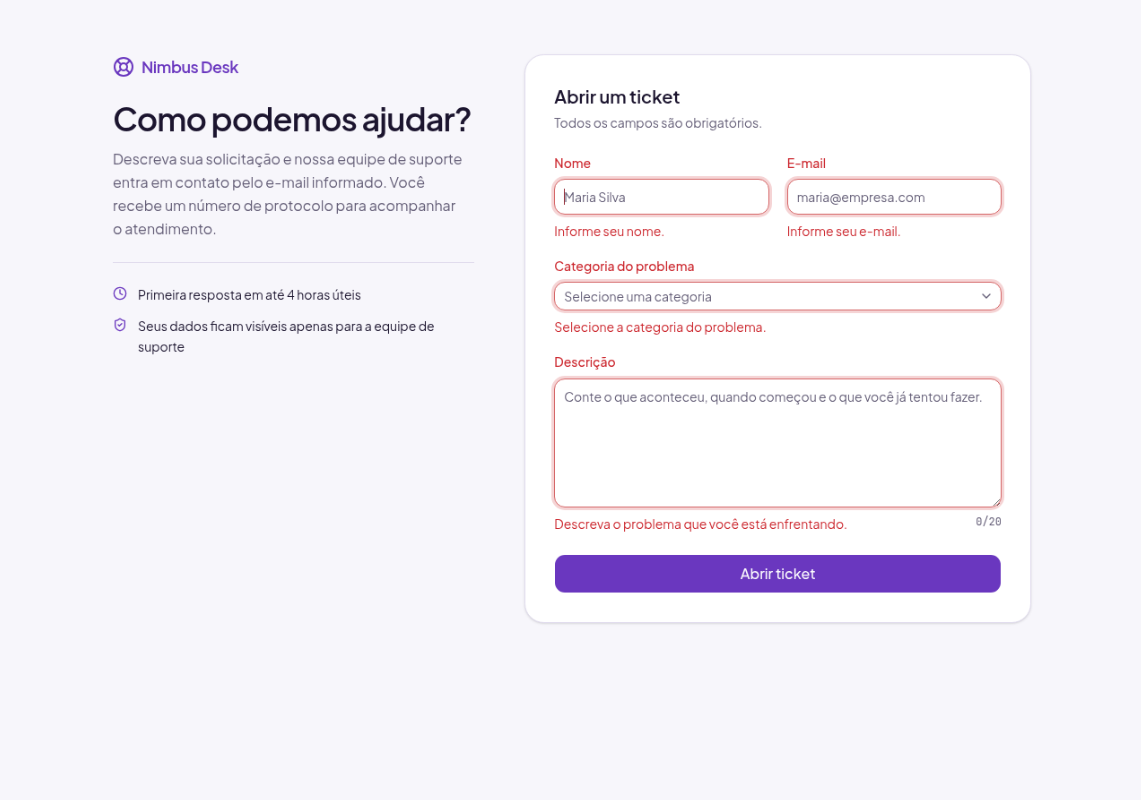 Nimbus Desk
Como podemos ajudar?
Descreva sua solicitação e nossa equipe de suporte
entra em contato pelo e-mail informado. Você
recebe um número de protocolo para acompanhar
o atendimento.
Primeira resposta em até 4 horas úteis
Seus dados ficam visíveis apenas para a equipe de
suporte
Abrir um ticket
Todos os campos são obrigatórios.
Nome
E-mail
Maria Silva
maria@empresa.com
Informe seu nome.
Informe seu e-mail.
Categoria do problema
Selecione uma categoria
Selecione a categoria do problema.
Descrição
Conte o que aconteceu, quando começou e o que você já tentou fazer.
Descreva o problema que você está enfrentando.
0/20
Abrir ticket